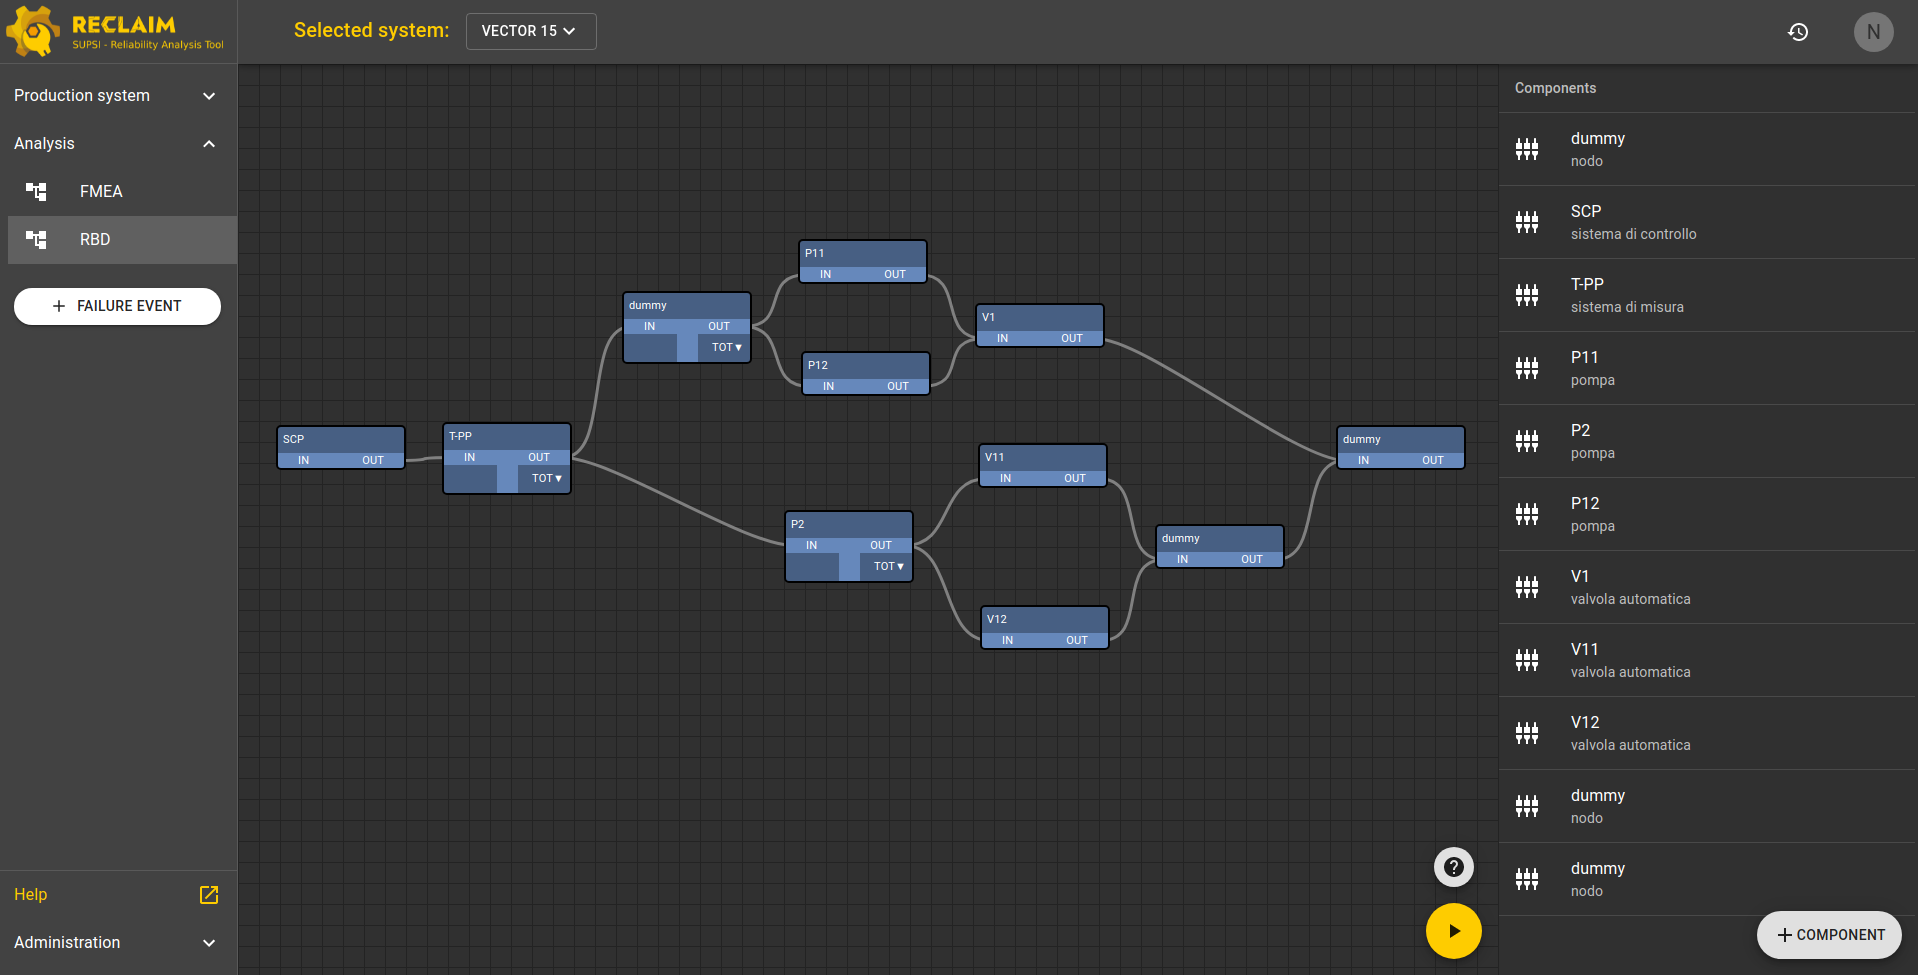 RECLAIM
SUPSI - Reliability Analysis Tool
Selected system:
VECTOR 15
N
Production system
Analysis
FMEA
RBD
FAILURE EVENT
Help
Administration
P11
IN OUT
dummy
IN OUT
TOT ▼
V1
IN OUT
P12
IN OUT
SCP
IN OUT
T-PP
IN OUT
TOT ▼
dummy
IN OUT
V11
IN OUT
P2
IN OUT
TOT ▼
dummy
IN OUT
V12
IN OUT
?
Components
dummy
nodo
SCP
sistema di controllo
T-PP
sistema di misura
P11
pompa
P2
pompa
P12
pompa
V1
valvola automatica
V11
valvola automatica
V12
valvola automatica
dummy
nodo
dummy
nodo
+ COMPONENT